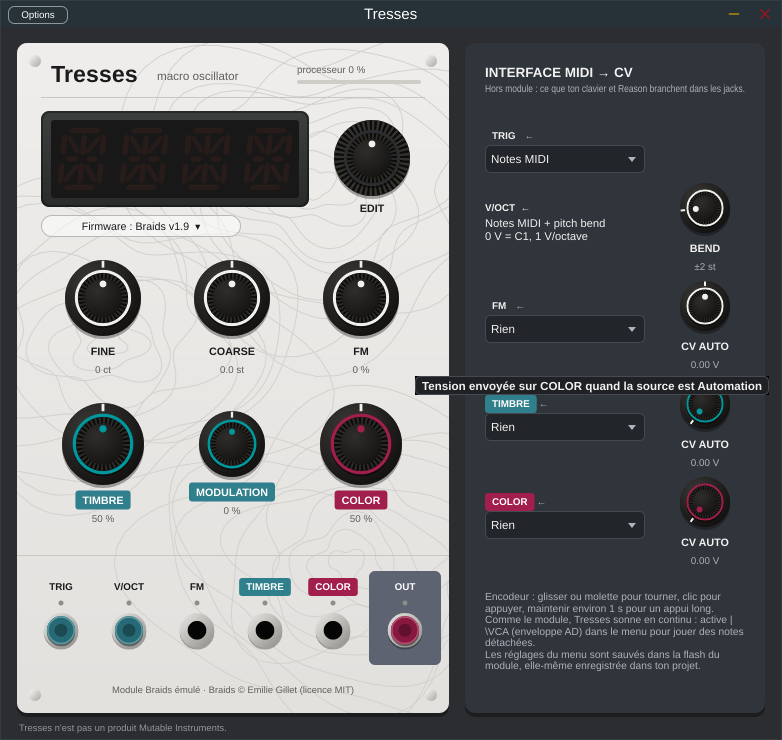 Options
Tresses
Tresses
macro oscillator
processeur 0 %
EDIT
Firmware : Braids v1.9 ▾
FINE
COARSE
FM
0 ct
0.0 st
0 %
TIMBRE
MODULATION
COLOR
50 %
0 %
50 %
TRIG
V/OCT
FM
TIMBRE
COLOR
OUT
Module Braids émulé · Braids © Emilie Gillet (licence MIT)
Tresses n'est pas un produit Mutable Instruments.
INTERFACE MIDI → CV
Hors module : ce que ton clavier et Reason branchent dans les jacks.
TRIG ←
Notes MIDI
V/OCT ←
Notes MIDI + pitch bend
0 V = C1, 1 V/octave
BEND
±2 st
FM ←
Rien
CV AUTO
0.00 V
Tension envoyée sur COLOR quand la source est Automation
TIMBRE ←
Rien
CV AUTO
0.00 V
COLOR ←
Rien
CV AUTO
0.00 V
Encodeur : glisser ou molette pour tourner, clic pour
appuyer, maintenir environ 1 s pour un appui long.
Comme le module, Tresses sonne en continu : active |
\VCA (enveloppe AD) dans le menu pour jouer des notes
détachées.
Les réglages du menu sont sauvés dans la flash du
module, elle-même enregistrée dans ton projet.